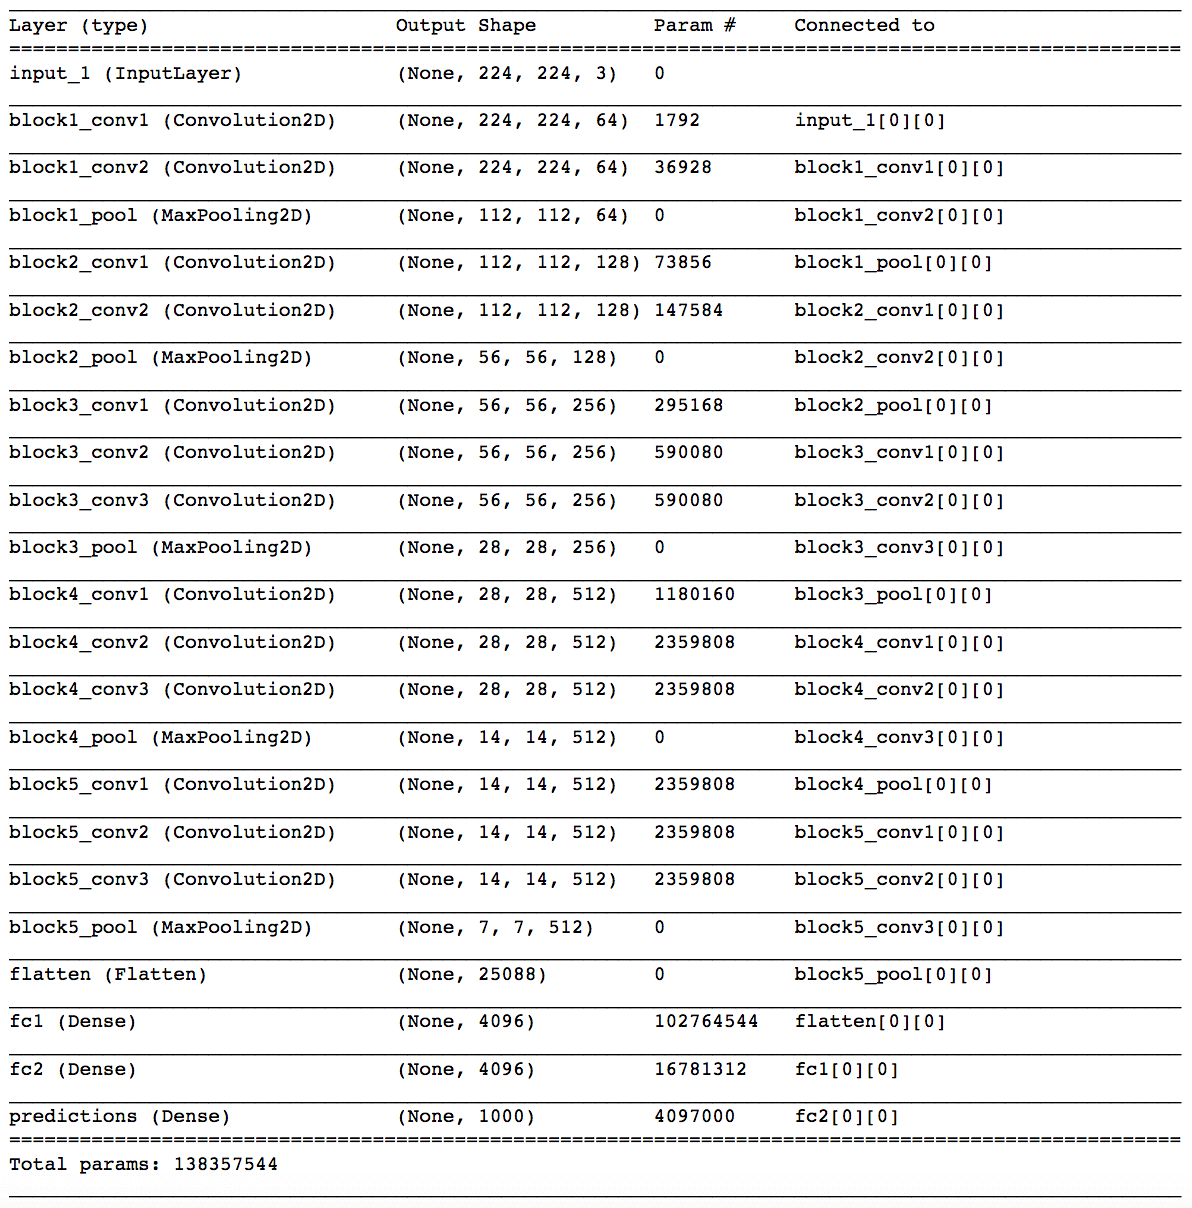 Layer (type) Output Shape Param # Connected to
input_1 (InputLayer) (None, 224, 224, 3) 0
block1_conv1 (Convolution2D) (None, 224, 224, 64) 1792 input_1[0][0]
block1_conv2 (Convolution2D) (None, 224, 224, 64) 36928 block1_conv1[0][0]
block1_pool (MaxPooling2D) (None, 112, 112, 64) 0 block1_conv2[0][0]
block2_conv1 (Convolution2D) (None, 112, 112, 128) 73856 block1_pool[0][0]
block2_conv2 (Convolution2D) (None, 112, 112, 128) 147584 block2_conv1[0][0]
block2_pool (MaxPooling2D) (None, 56, 56, 128) 0 block2_conv2[0][0]
block3_conv1 (Convolution2D) (None, 56, 56, 256) 295168 block2_pool[0][0]
block3_conv2 (Convolution2D) (None, 56, 56, 256) 590080 block3_conv1[0][0]
block3_conv3 (Convolution2D) (None, 56, 56, 256) 590080 block3_conv2[0][0]
block3_pool (MaxPooling2D) (None, 28, 28, 256) 0 block3_conv3[0][0]
block4_conv1 (Convolution2D) (None, 28, 28, 512) 1180160 block3_pool[0][0]
block4_conv2 (Convolution2D) (None, 28, 28, 512) 2359808 block4_conv1[0][0]
block4_conv3 (Convolution2D) (None, 28, 28, 512) 2359808 block4_conv2[0][0]
block4_pool (MaxPooling2D) (None, 14, 14, 512) 0 block4_conv3[0][0]
block5_conv1 (Convolution2D) (None, 14, 14, 512) 2359808 block4_pool[0][0]
block5_conv2 (Convolution2D) (None, 14, 14, 512) 2359808 block5_conv1[0][0]
block5_conv3 (Convolution2D) (None, 14, 14, 512) 2359808 block5_conv2[0][0]
block5_pool (MaxPooling2D) (None, 7, 7, 512) 0 block5_conv3[0][0]
flatten (Flatten) (None, 25088) 0 block5_pool[0][0]
fc1 (Dense) (None, 4096) 102764544 flatten[0][0]
fc2 (Dense) (None, 4096) 16781312 fc1[0][0]
predictions (Dense) (None, 1000) 4097000 fc2[0][0]
Total params: 138357544